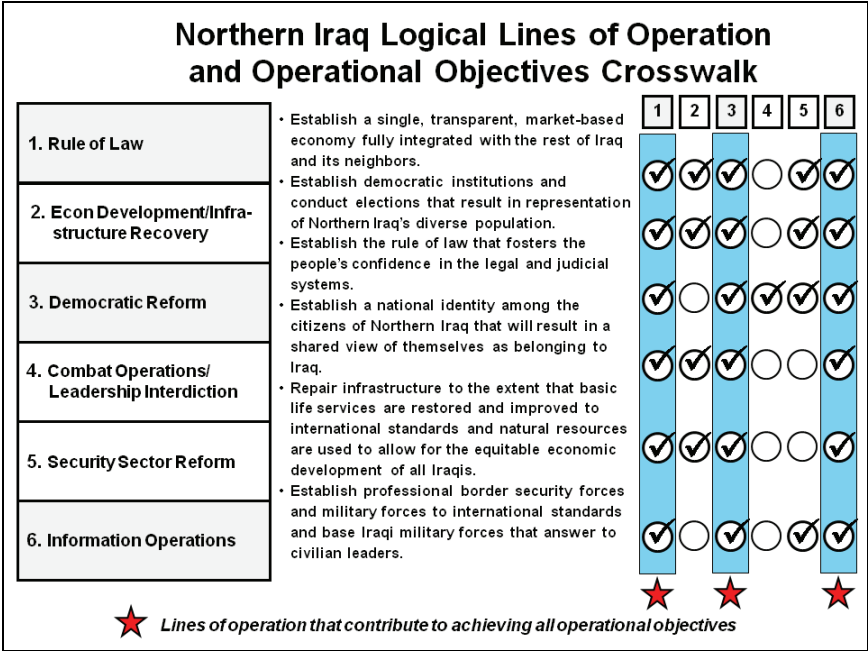 Northern Iraq Logical Lines of Operation
and Operational Objectives Crosswalk
1. Rule of Law
2. Econ Development/Infra-
structure Recovery
3. Democratic Reform
4. Combat Operations/
Leadership Interdiction
5. Security Sector Reform
6. Information Operations
• Establish a single, transparent, market-based
economy fully integrated with the rest of Iraq
and its neighbors.
• Establish democratic institutions and
conduct elections that result in representation
of Northern Iraq's diverse population.
• Establish the rule of law that fosters the
people's confidence in the legal and judicial
systems.
• Establish a national identity among the
citizens of Northern Iraq that will result in a
shared view of themselves as belonging to
Iraq.
• Repair infrastructure to the extent that basic
life services are restored and improved to
international standards and natural resources
are used to allow for the equitable economic
development of all Iraqis.
• Establish professional border security forces
and military forces to international standards
and base Iraqi military forces that answer to
civilian leaders.
1 2 3 4 5 6
Lines of operation that contribute to achieving all operational objectives